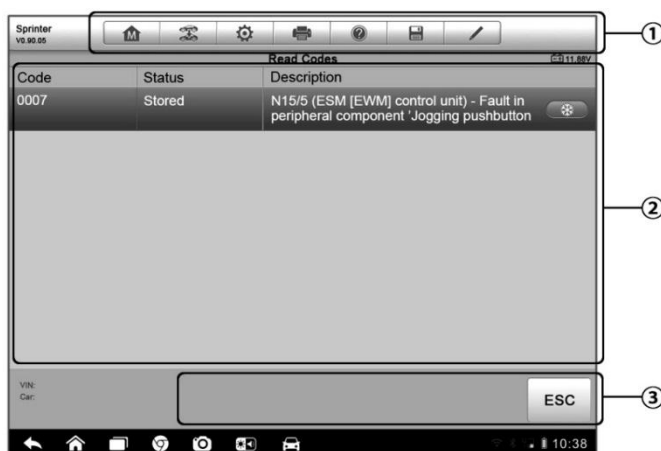 Sprinter
V0.90.05
M
①
Read Codes
11.88V
Code Status Description
0007 Stored N15/5 (ESM [EWM] control unit) - Fault in
peripheral component 'Jogging pushbutton
②
VIN:
Car:
ESC
③
10:38